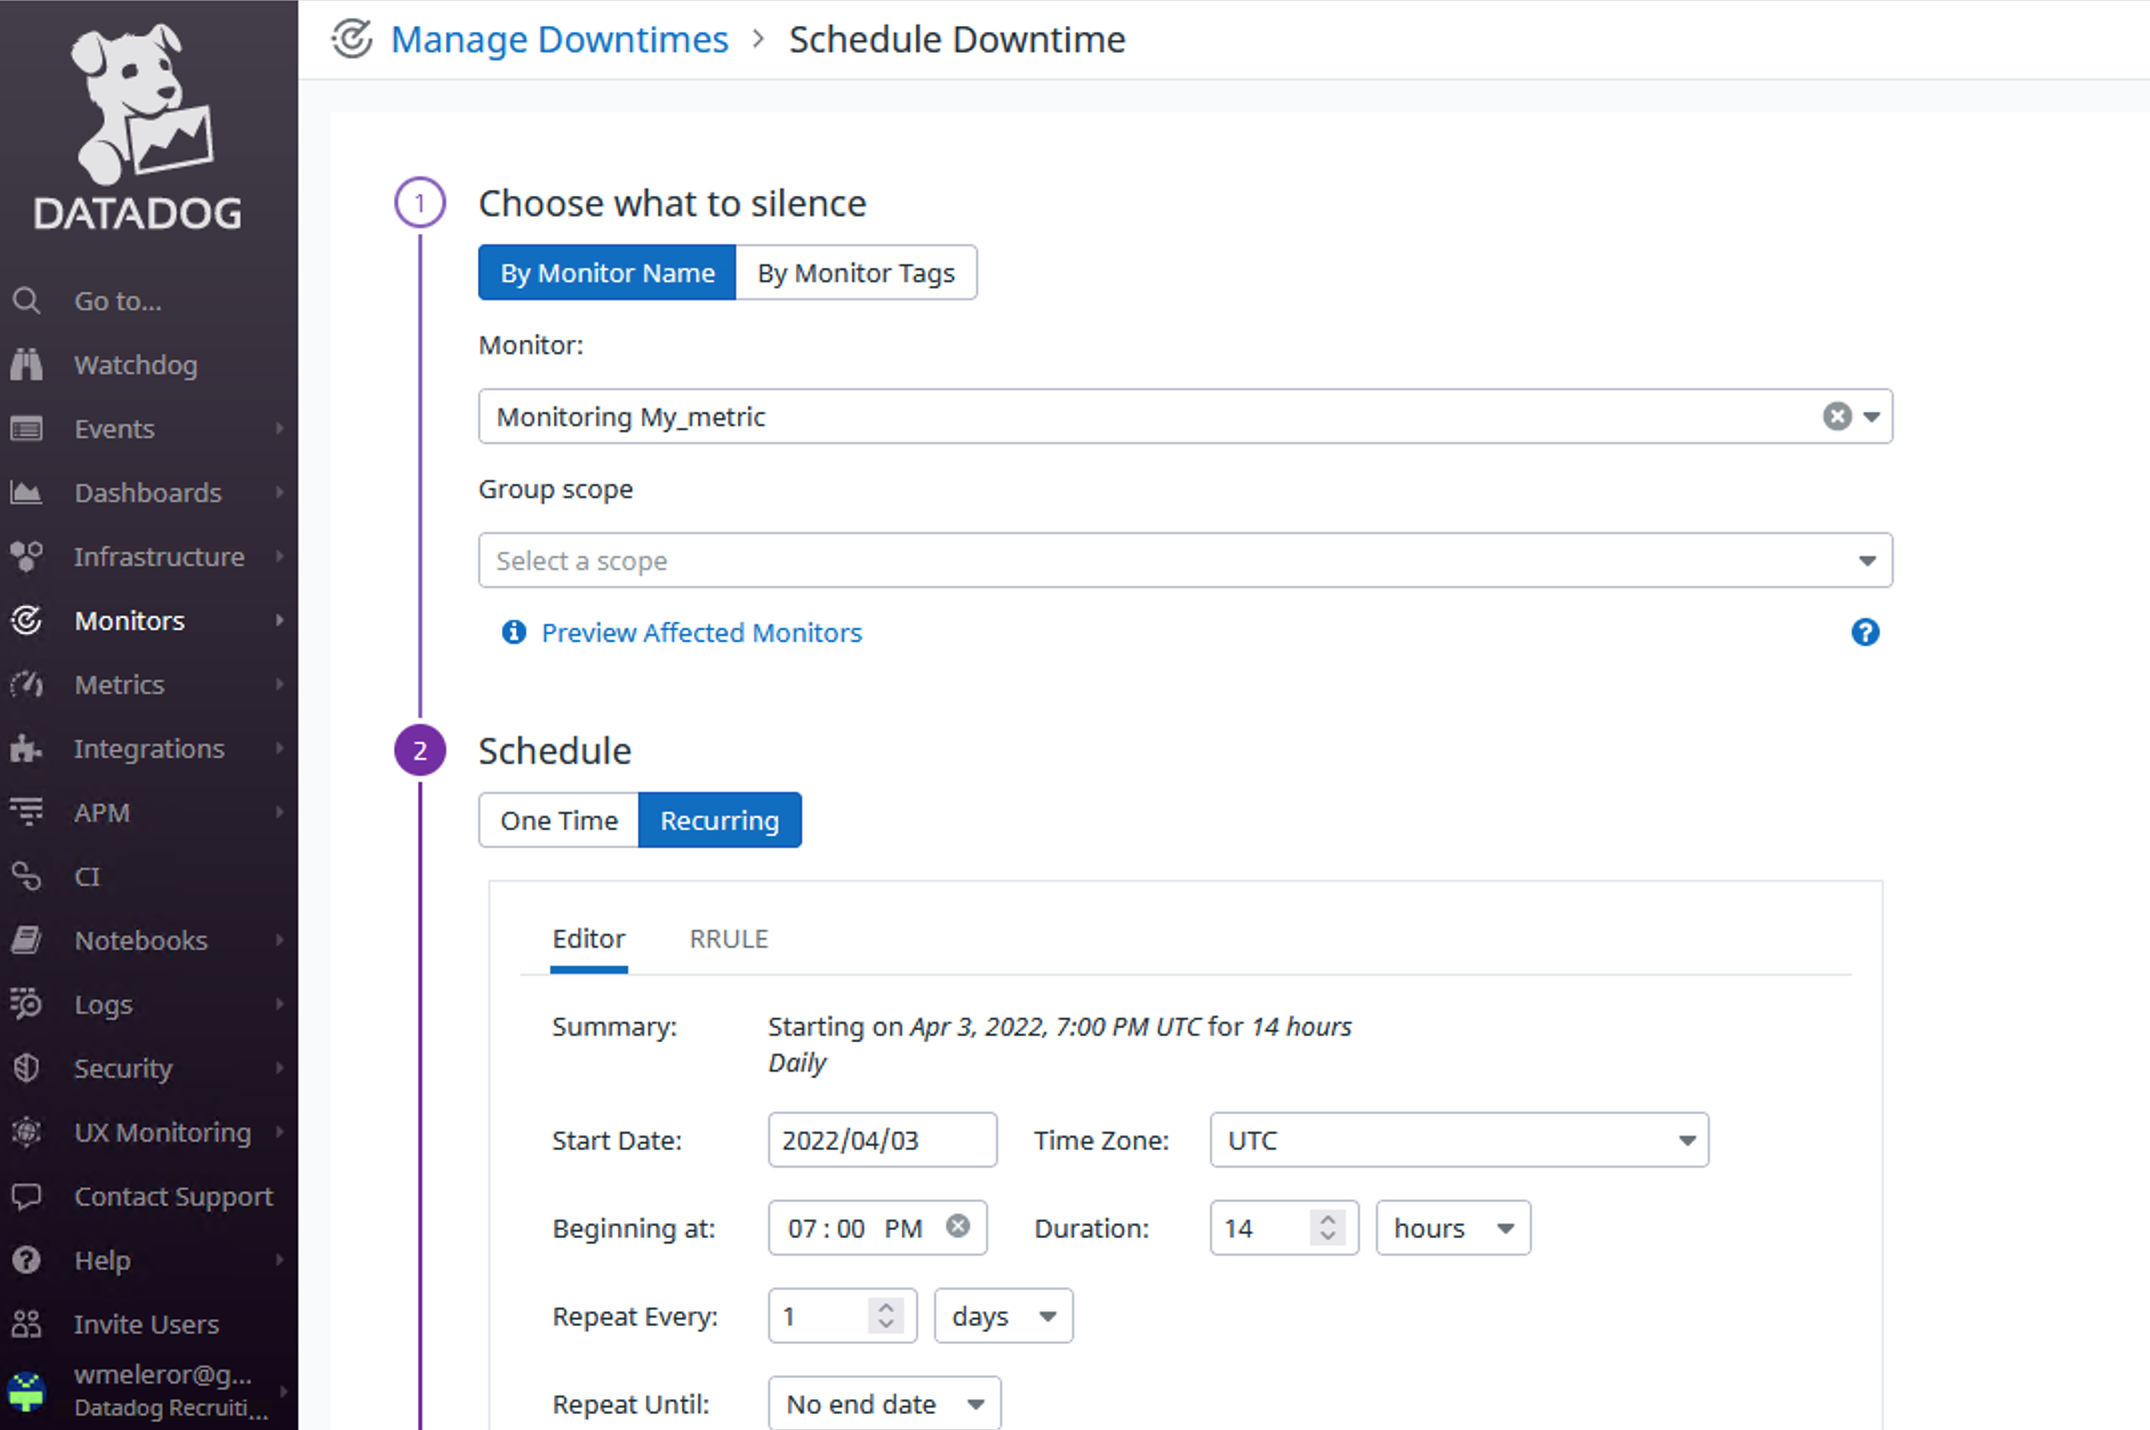 Manage Downtimes > Schedule Downtime
DATADOG
Go to...
Watchdog
Events
Dashboards
Infrastructure
Monitors
Metrics
Integrations
APM
CI
Notebooks
Logs
Security
UX Monitoring
Contact Support
Help
Invite Users
wmeleror@g...
Datadog Recruiti...
1 Choose what to silence
By Monitor Name By Monitor Tags
Monitor:
Monitoring My_metric
Group scope
Select a scope
Preview Affected Monitors
2 Schedule
One Time Recurring
Editor RRULE
Summary: Starting on Apr 3, 2022, 7:00 PM UTC for 14 hours
Daily
Start Date: 2022/04/03 Time Zone: UTC
Beginning at: 07 : 00 PM Duration: 14 hours
Repeat Every: 1 days
Repeat Until: No end date